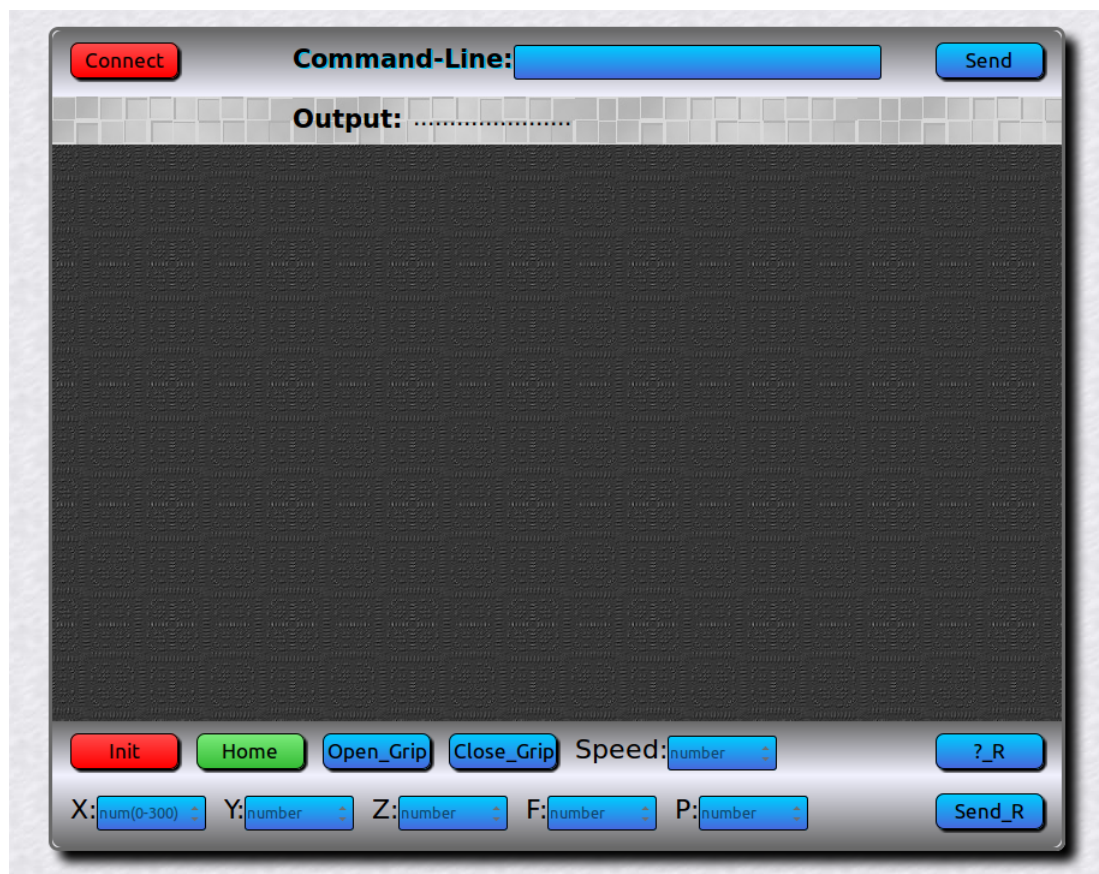 Connect Command-Line: Send
Output: ......................
Init Home Open_Grip Close_Grip Speed: number ?_R
X: num(0-300) Y: number Z: number F: number P: number Send_R